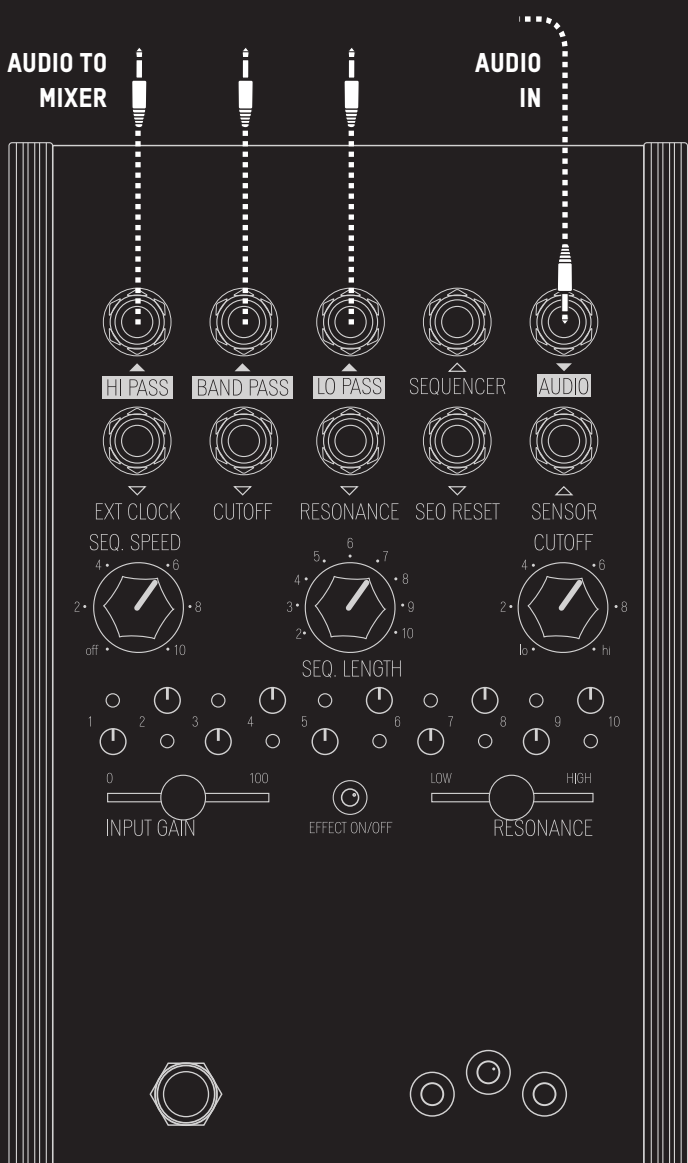 AUDIO TO
MIXER
AUDIO
IN
HI PASS
BAND PASS
LO PASS
SEQUENCER
AUDIO
EXT CLOCK
CUTOFF
RESONANCE
SEO RESET
SENSOR
SEQ. SPEED
4 6
2 8
off 10
6
5 7
4 8
3 9
2 10
SEQ. LENGTH
CUTOFF
4 6
2 8
lo hi
1 2 3 4 5 6 7 8 9 10
0 100
INPUT GAIN
EFFECT ON/OFF
LOW HIGH
RESONANCE